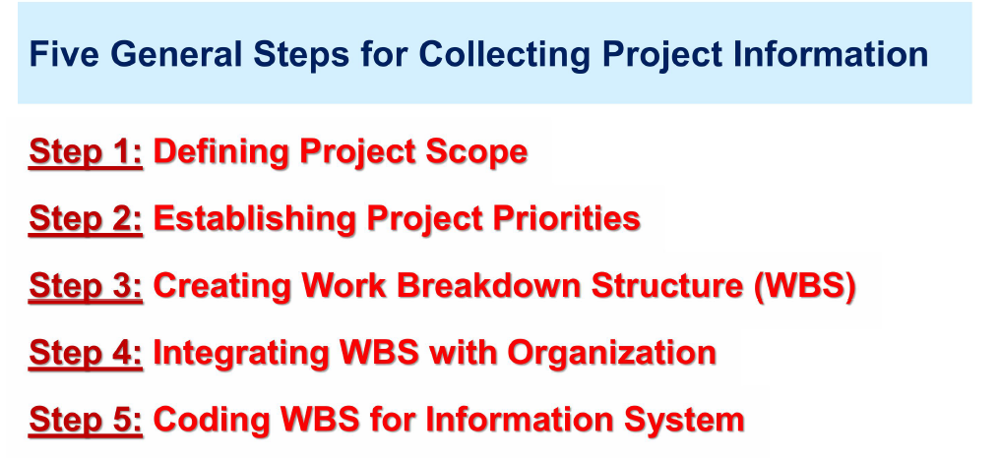 Five General Steps for Collecting Project Information
Step 1: Defining Project Scope
Step 2: Establishing Project Priorities
Step 3: Creating Work Breakdown Structure (WBS)
Step 4: Integrating WBS with Organization
Step 5: Coding WBS for Information System